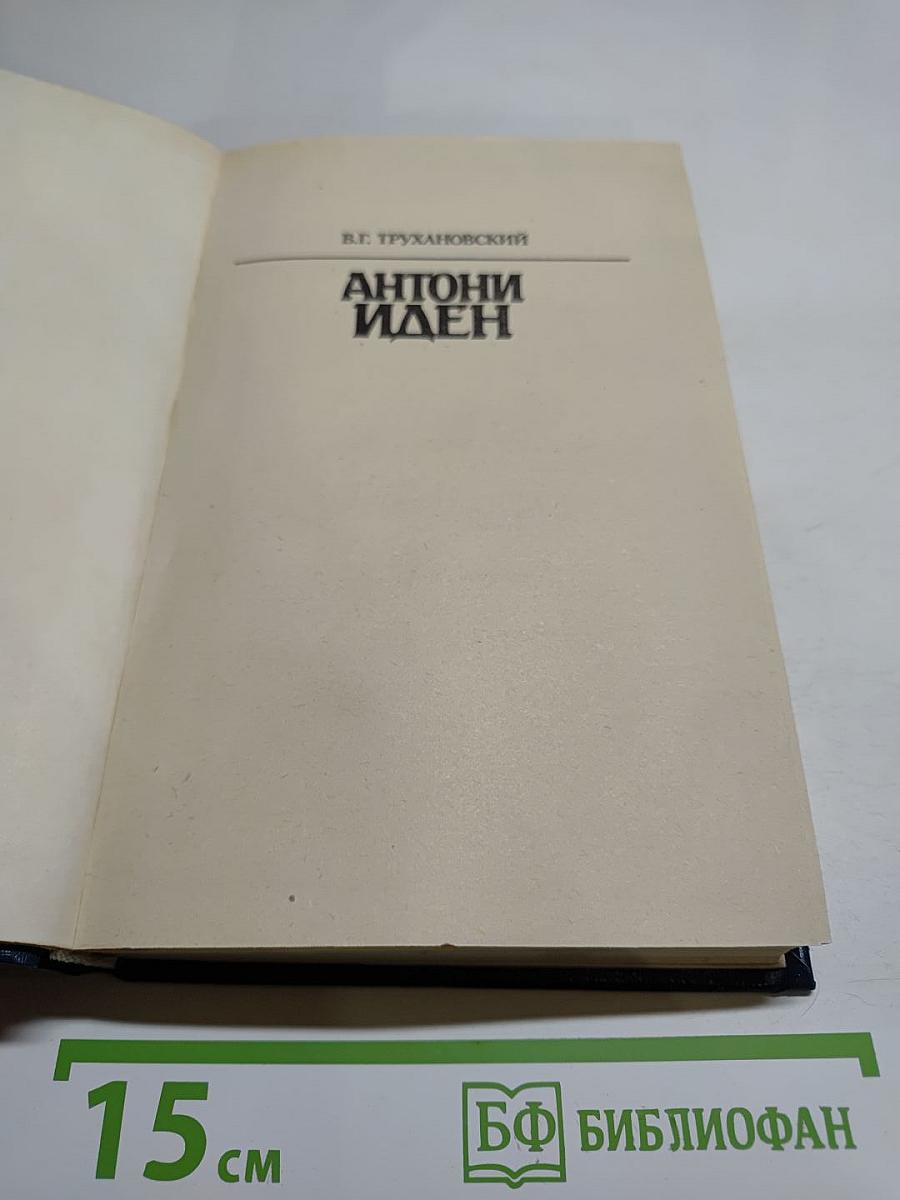 В.Г. ТРУХАНОВСКИЙ
АНТОНИ
ИДЕН
15 см
БФ БИБЛИОФАН